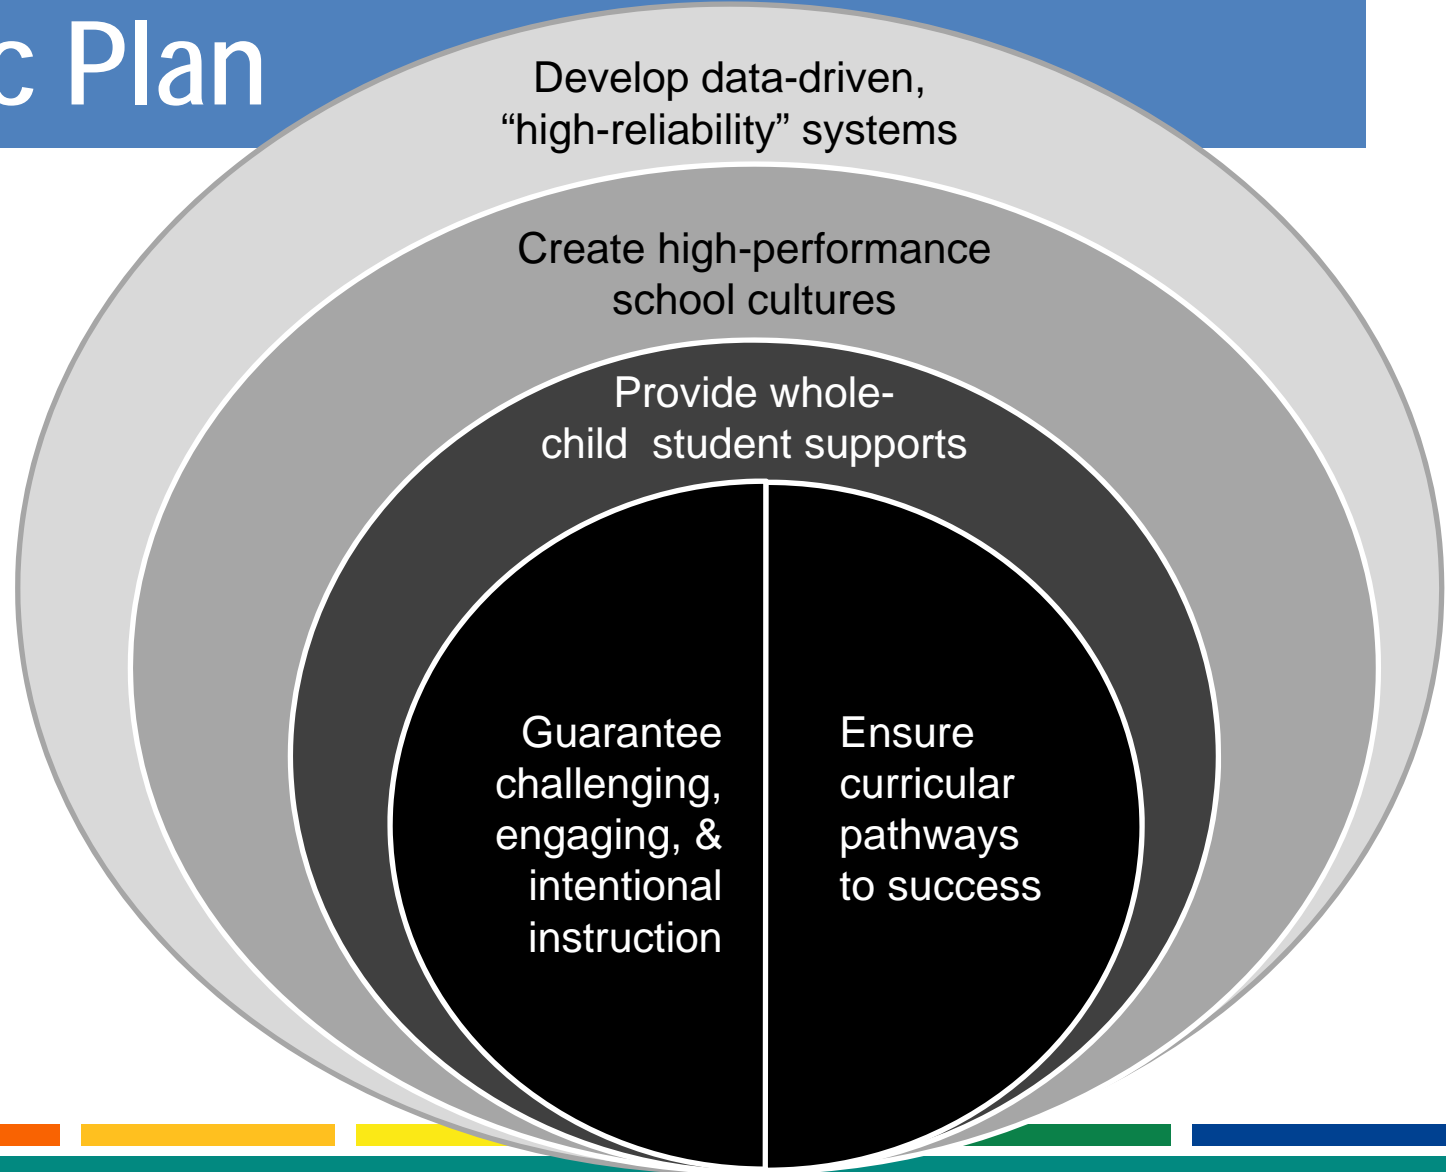 c Plan
Develop data-driven,
“high-reliability” systems
Create high-performance
school cultures
Provide whole-
child  student supports
Guarantee
challenging,
engaging, &
intentional
instruction
Ensure
curricular
pathways
to success